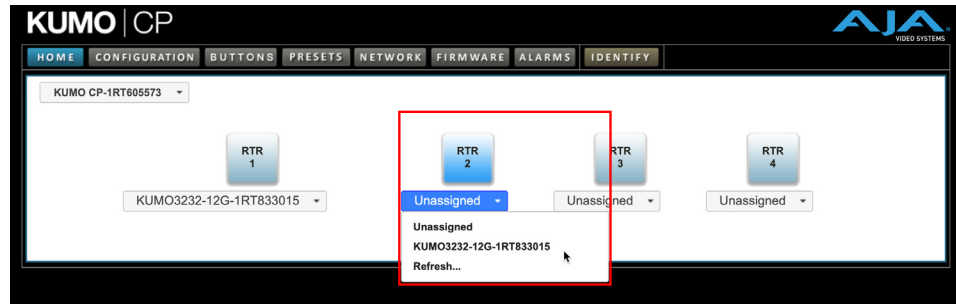 KUMO | CP
AJA
VIDEO SYSTEMS
HOME CONFIGURATION BUTTONS PRESETS NETWORK FIRMWARE ALARMS IDENTIFY
KUMO CP-1RT605573
RTR 1
RTR 2
RTR 3
RTR 4
KUMO3232-12G-1RT833015 Unassigned Unassigned Unassigned
Unassigned
KUMO3232-12G-1RT833015
Refresh...